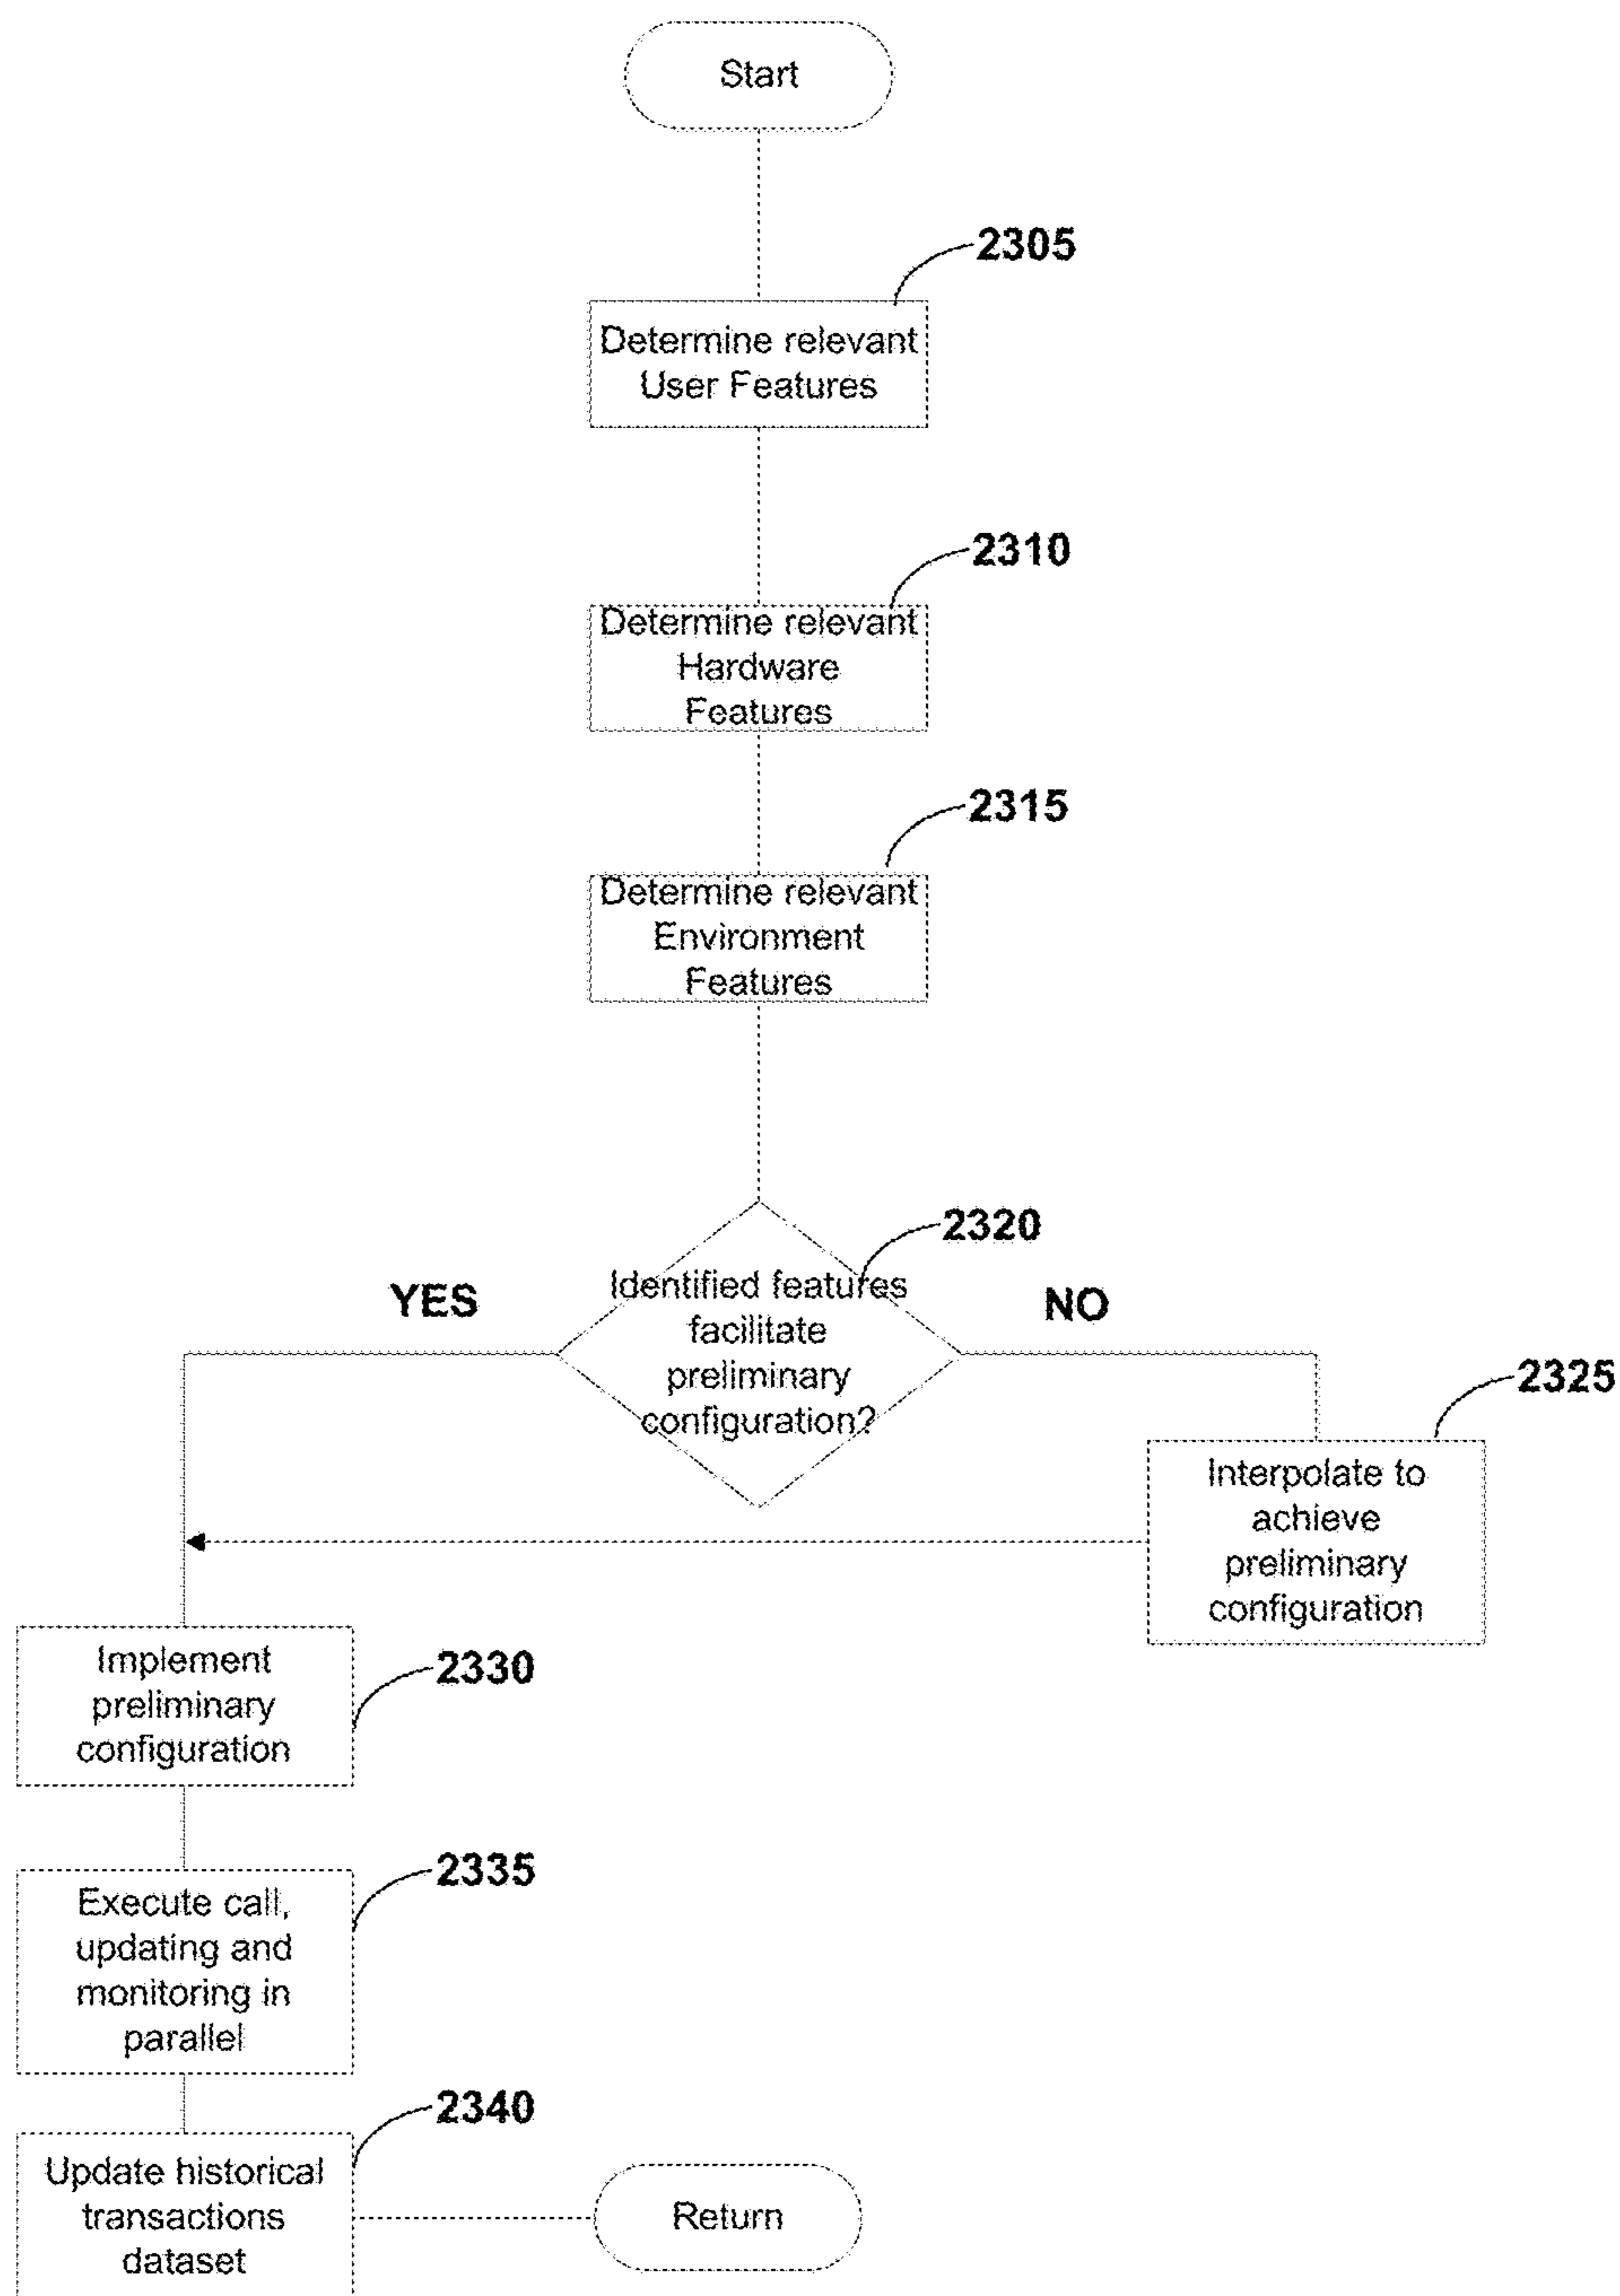 Start
2305
Determine relevant
User Features
2310
Determine relevant
Hardware
Features
2315
Determine relevant
Environment
Features
2320
Identified features
facilitate
preliminary
configuration?
YES
NO
2325
Interpolate to
achieve
preliminary
configuration
Implement
preliminary
configuration
2330
Execute call,
updating and
monitoring in
parallel
2335
Update historical
transactions
dataset
2340
Return